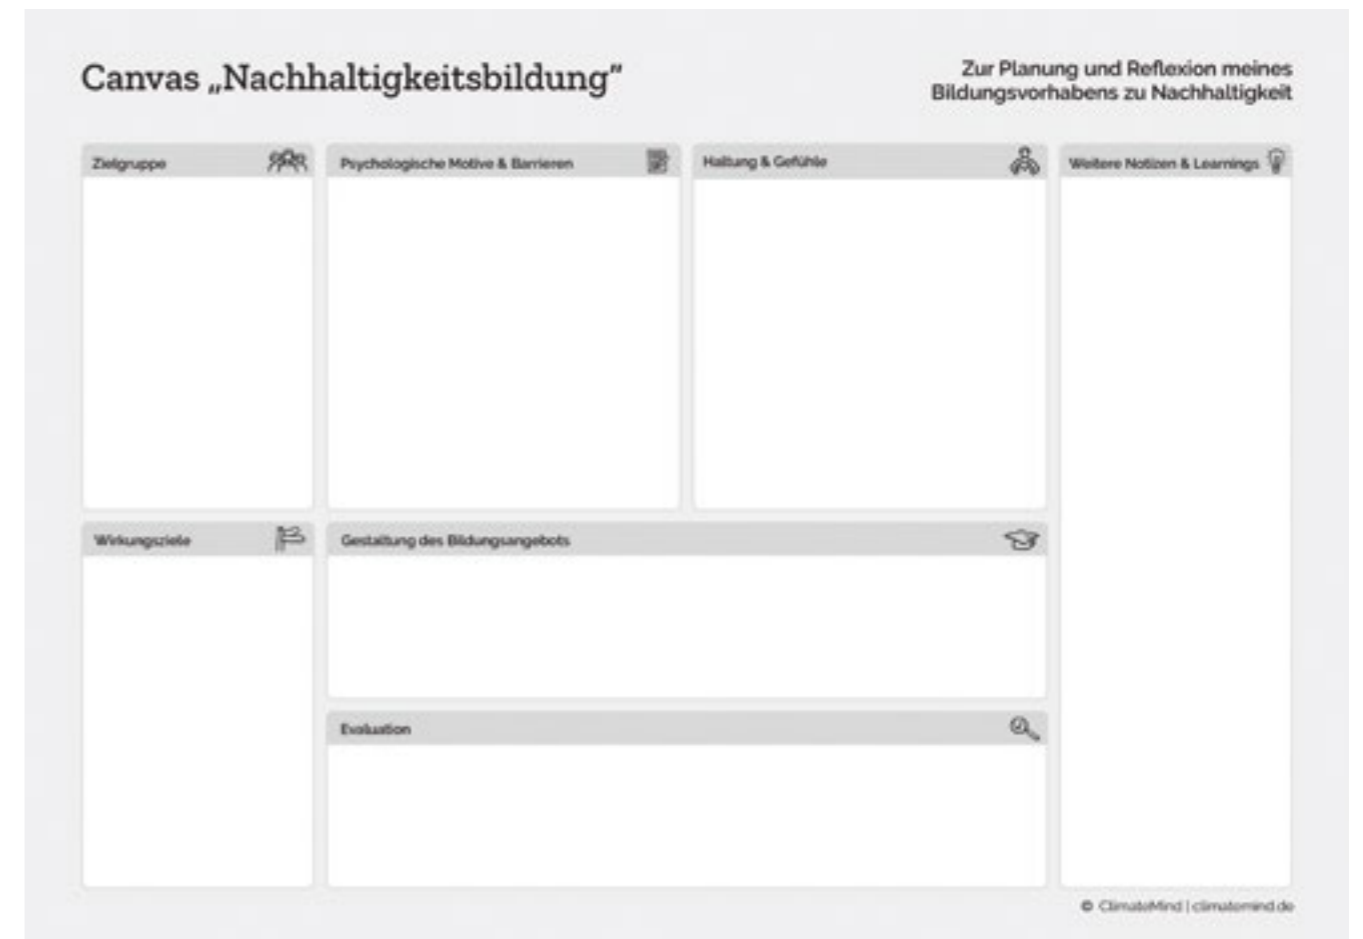 Canvas „Nachhaltigkeitsbildung“
Zur Planung und Reflexion meines
Bildungsvorhabens zu Nachhaltigkeit
Zielgruppe
Psychologische Motive & Barrieren
Haltung & Gefühle
Weitere Notizen & Learnings
Wirkungsziele
Gestaltung des Bildungsangebots
Evaluation
© ClimateMind | climatemind.de